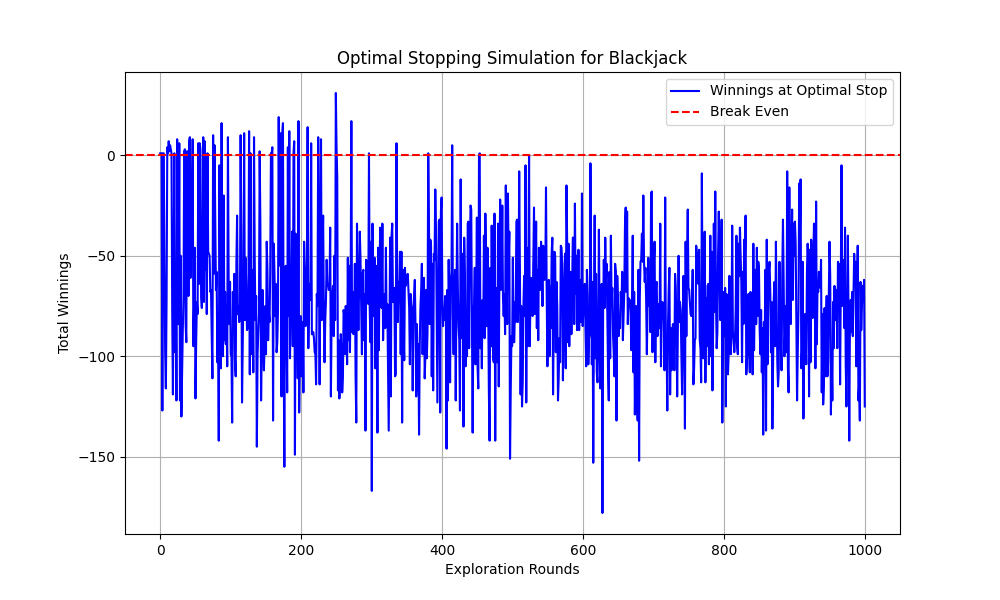 Optimal Stopping Simulation for Blackjack
Winnings at Optimal Stop
Break Even
Total Winnings
0
−50
−100
−150
0 200 400 600 800 1000
Exploration Rounds